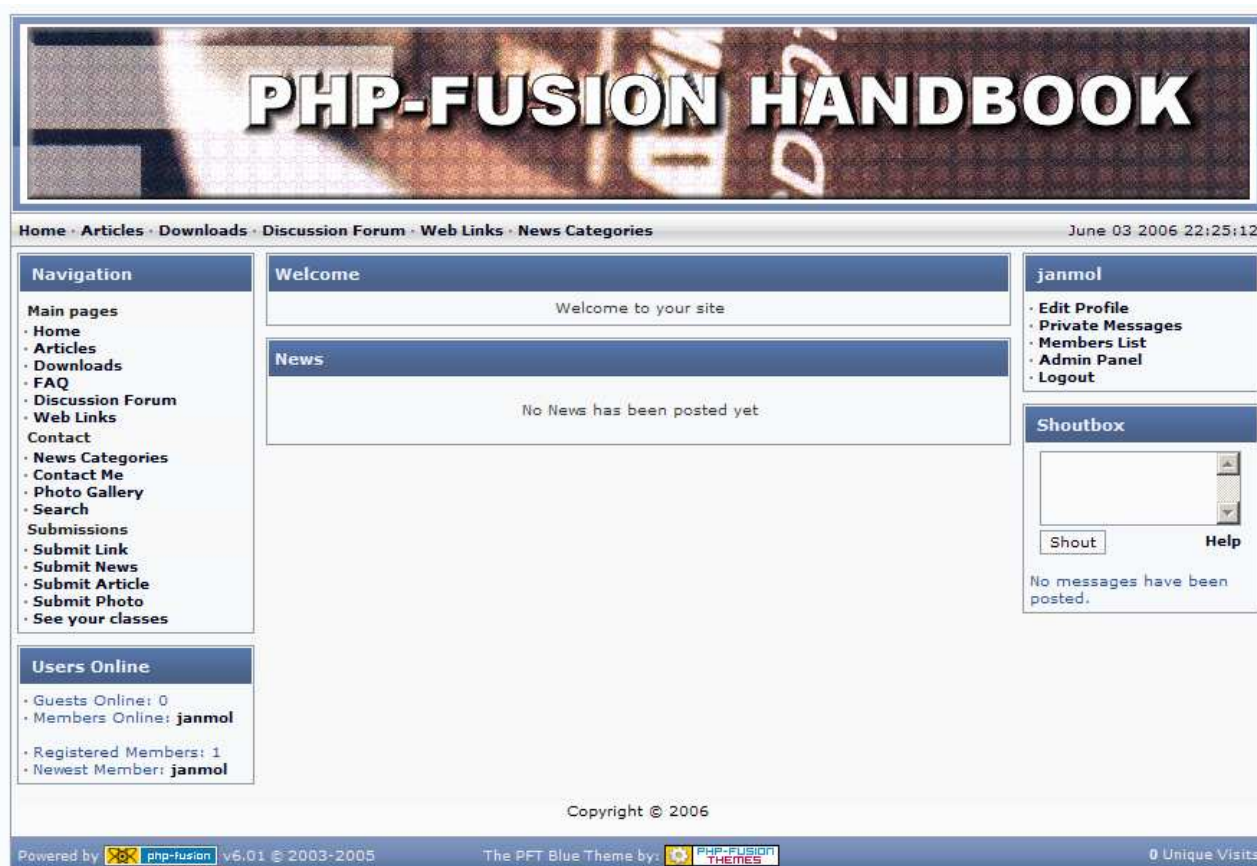 PHP-FUSION HANDBOOK
Home · Articles · Downloads · Discussion Forum · Web Links · News Categories
June 03 2006 22:25:12
Navigation
Main pages
· Home
· Articles
· Downloads
· FAQ
· Discussion Forum
· Web Links
Contact
· News Categories
· Contact Me
· Photo Gallery
· Search
Submissions
· Submit Link
· Submit News
· Submit Article
· Submit Photo
· See your classes
Users Online
· Guests Online: 0
· Members Online: janmol
· Registered Members: 1
· Newest Member: janmol
Welcome
Welcome to your site
News
No News has been posted yet
janmol
· Edit Profile
· Private Messages
· Members List
· Admin Panel
· Logout
Shoutbox
Shout
Help
No messages have been
posted.
Copyright © 2006
Powered by php-fusion v6.01 © 2003-2005
The PFT Blue Theme by: PHP-FUSION THEMES
0 Unique Visits